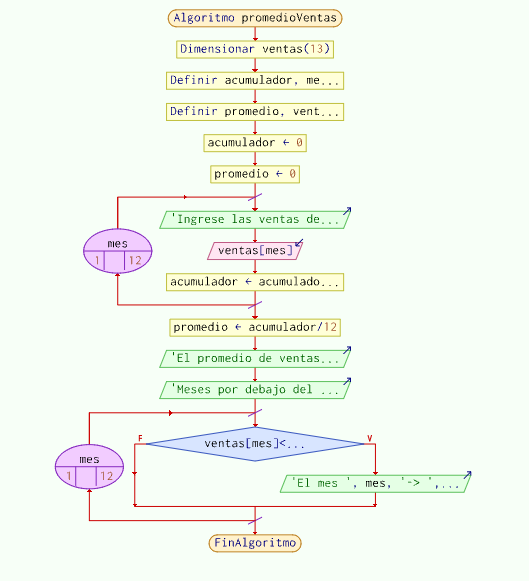 Algoritmo promedioVentas
Dimensionar ventas(13)
Definir acumulador, me...
Definir promedio, vent...
acumulador ← 0
promedio ← 0
'Ingrese las ventas de...
mes
1 12
ventas[mes]
acumulador ← acumulado...
promedio ← acumulador/12
'El promedio de ventas...
'Meses por debajo del ...
mes
1 12
F
ventas[mes]<...
V
'El mes ', mes, '-> ',...
FinAlgoritmo